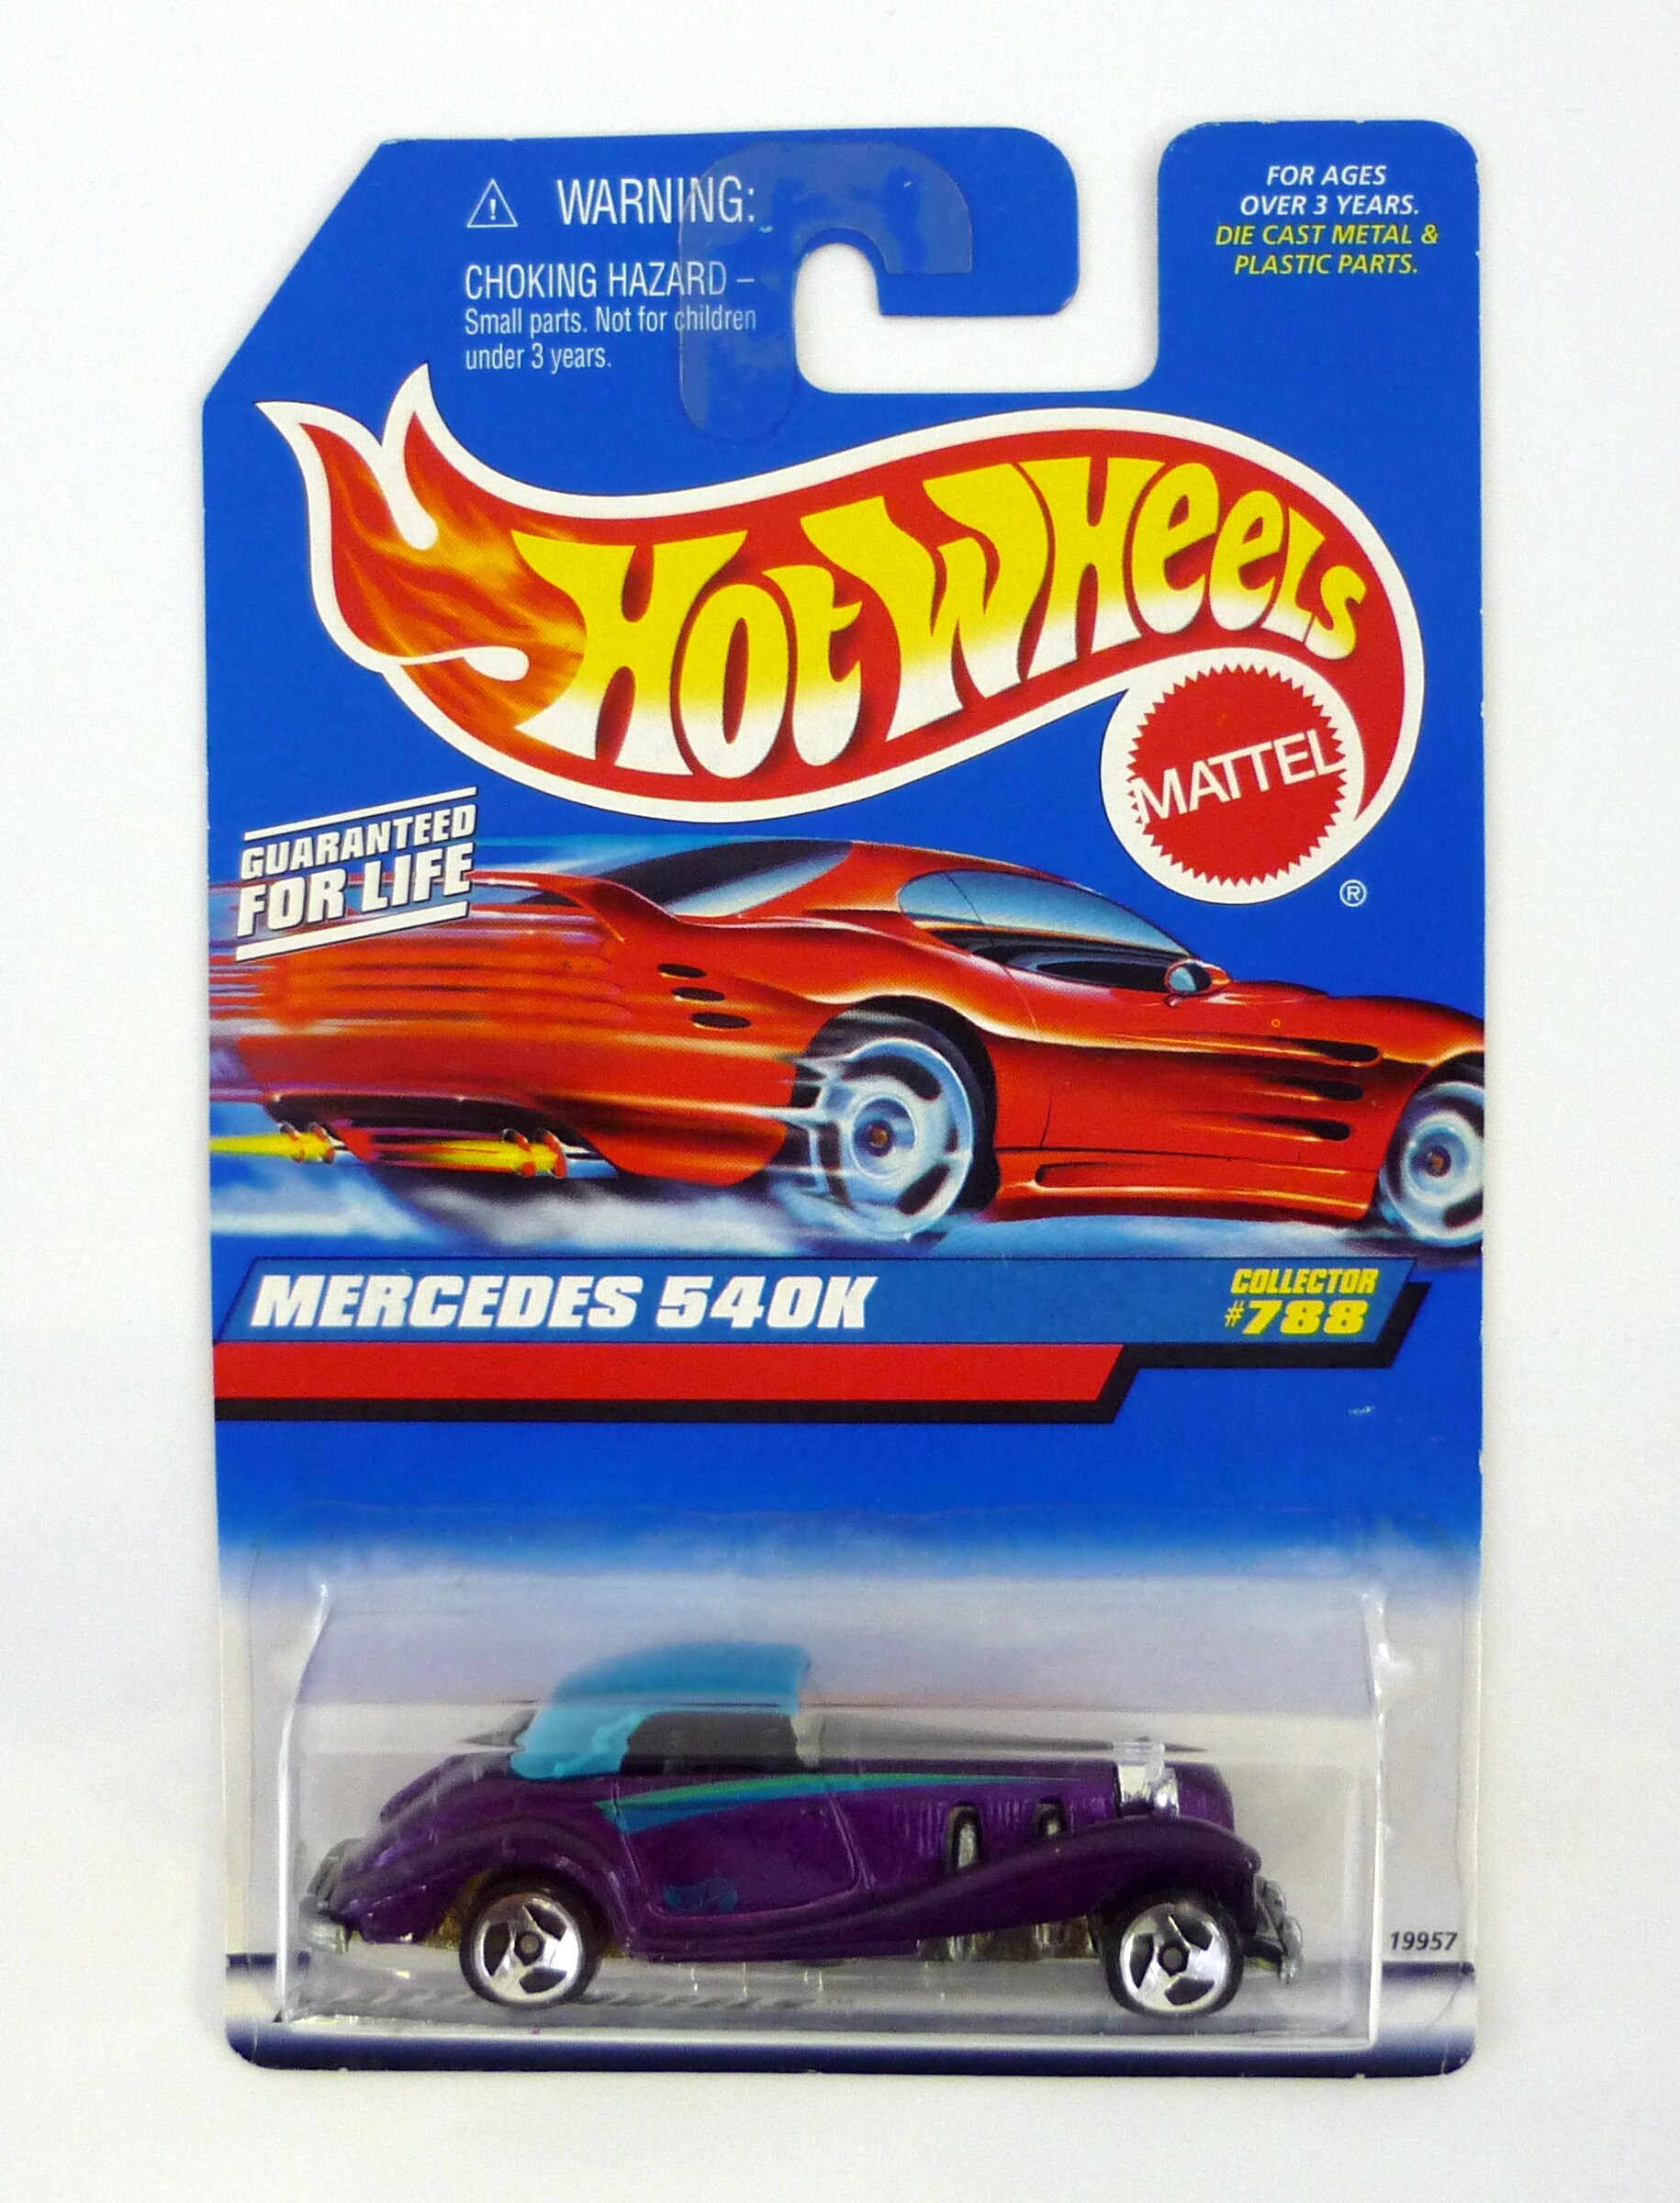 WARNING:
CHOKING HAZARD –
Small parts. Not for children
under 3 years.
FOR AGES
OVER 3 YEARS.
DIE CAST METAL &
PLASTIC PARTS.
HOT WHEELS
MATTEL
®
GUARANTEED
FOR LIFE
MERCEDES 540K
COLLECTOR
#788
19957